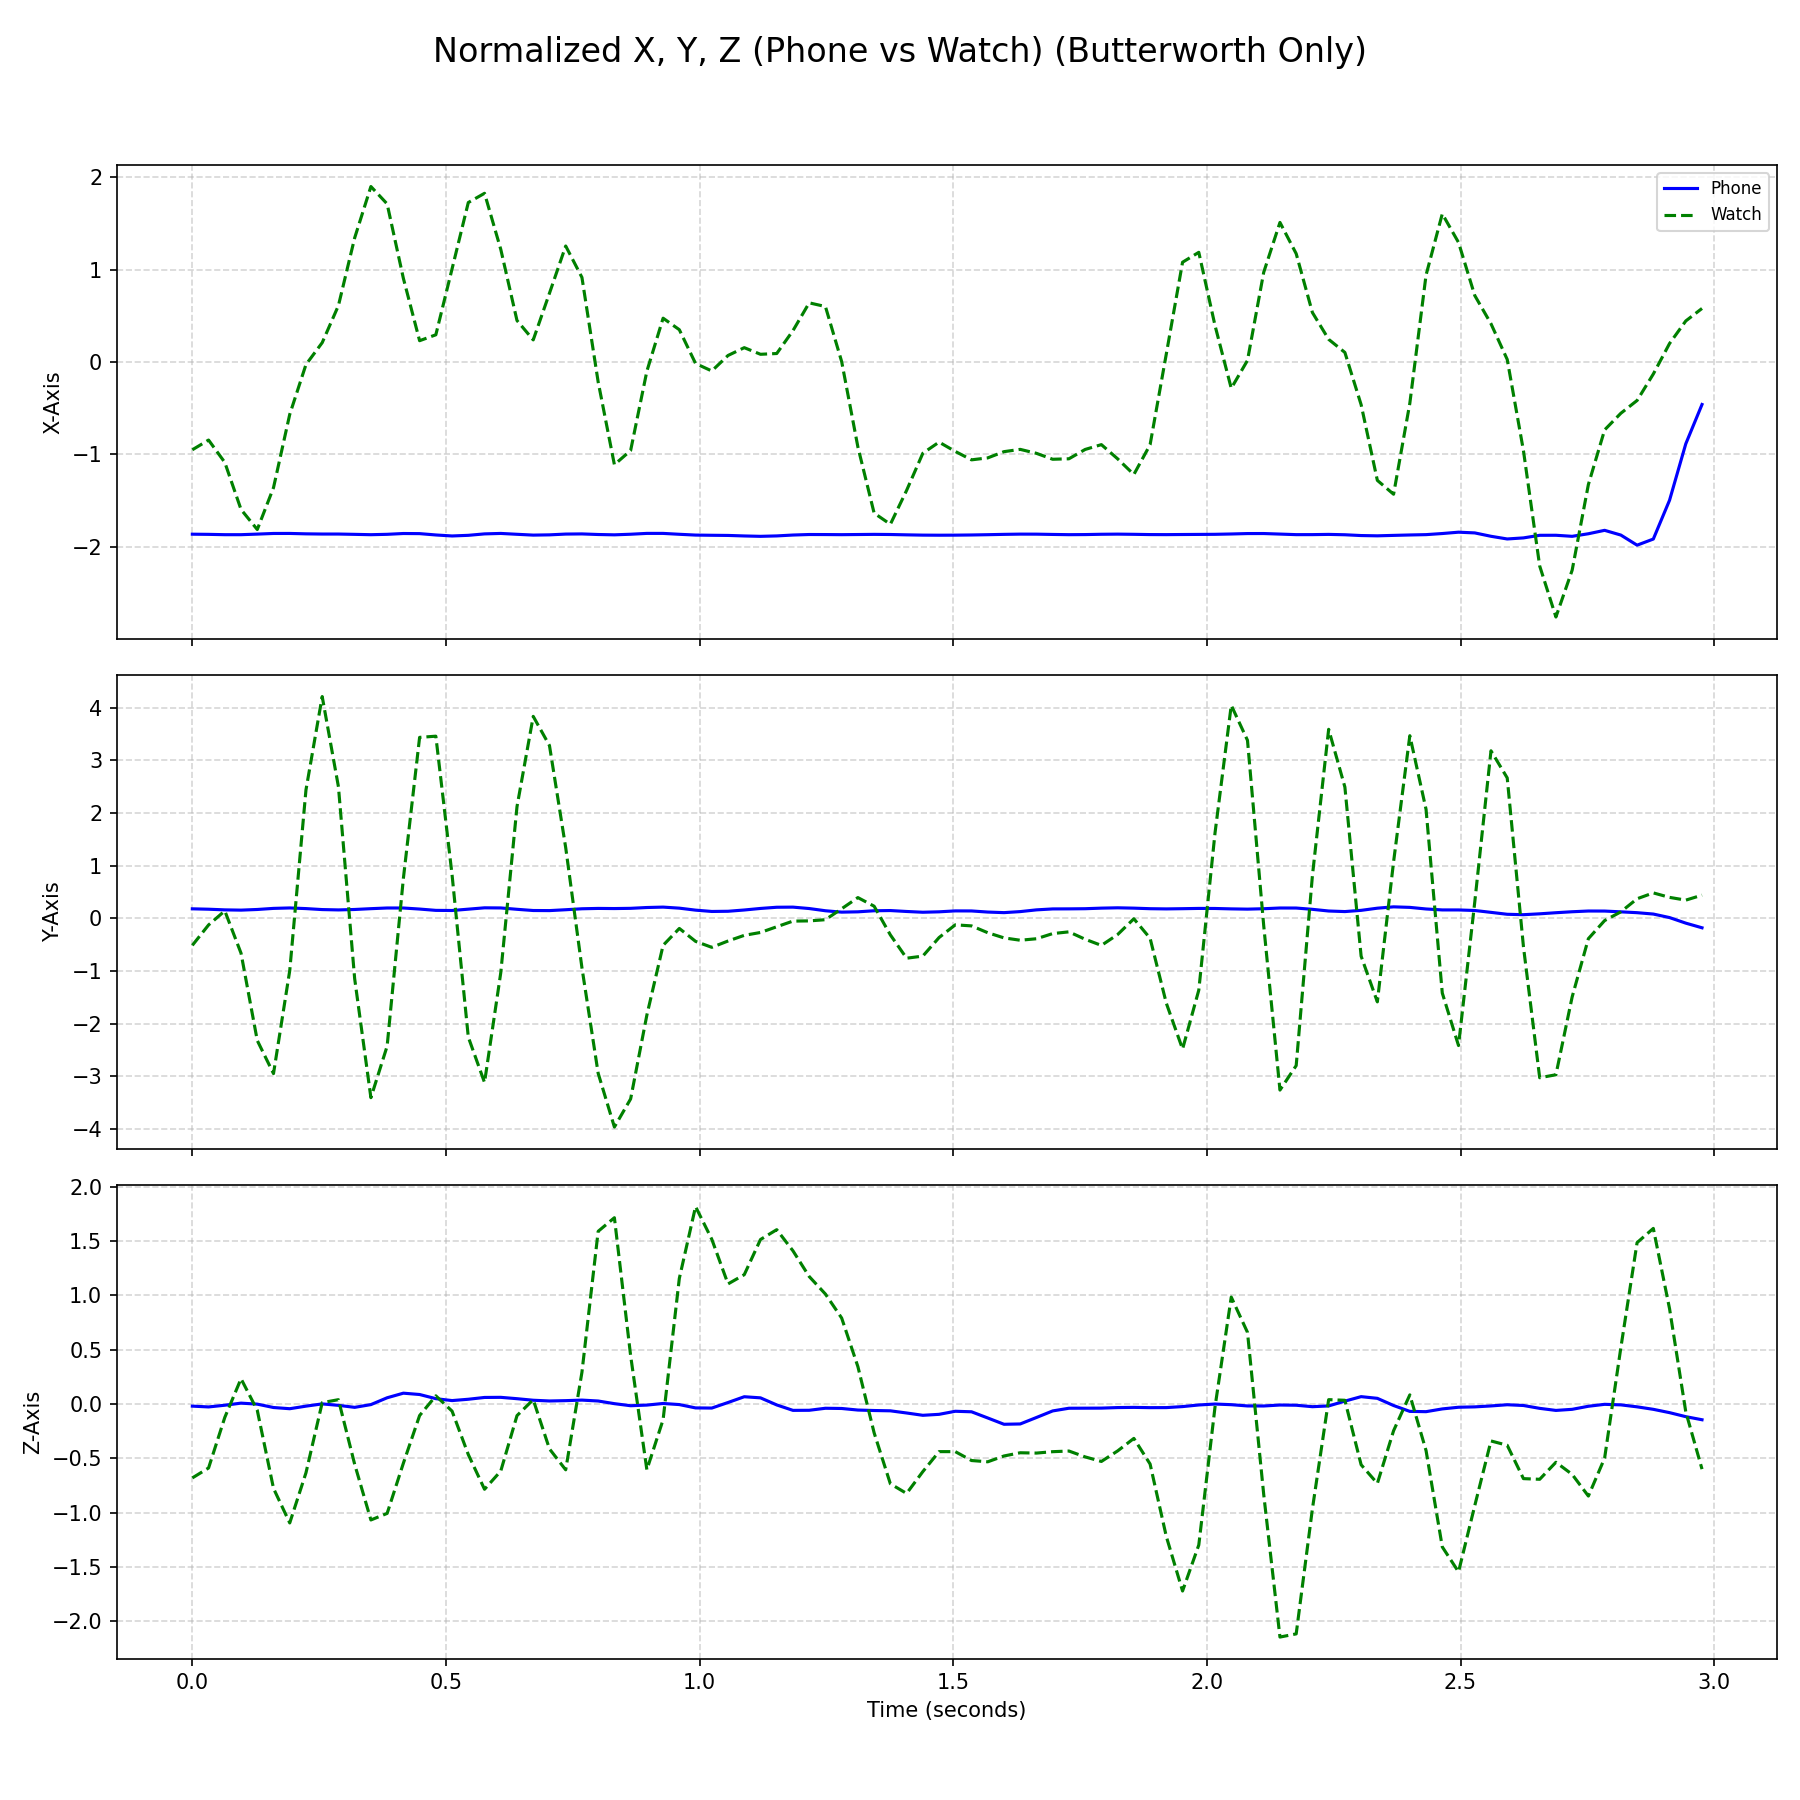 Normalized X, Y, Z (Phone vs Watch) (Butterworth Only)
Phone
Watch
2
1
0
−1
−2
X-Axis
4
3
2
1
0
−1
−2
−3
−4
Y-Axis
2.0
1.5
1.0
0.5
0.0
−0.5
−1.0
−1.5
−2.0
Z-Axis
0.0 0.5 1.0 1.5 2.0 2.5 3.0
Time (seconds)